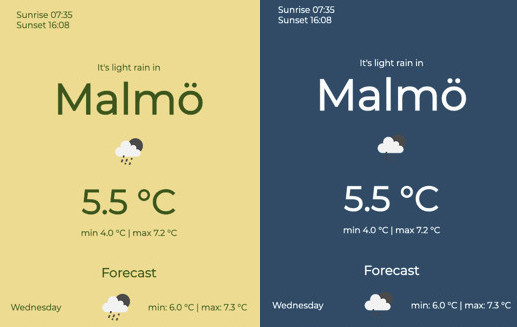 Sunrise 07:35
Sunset 16:08
It's light rain in
Malmö
5.5 °C
min 4.0 °C | max 7.2 °C
Forecast
Wednesday min: 6.0 °C | max: 7.3 °C
Sunrise 07:35
Sunset 16:08
It's light rain in
Malmö
5.5 °C
min 4.0 °C | max 7.2 °C
Forecast
Wednesday min: 6.0 °C | max: 7.3 °C